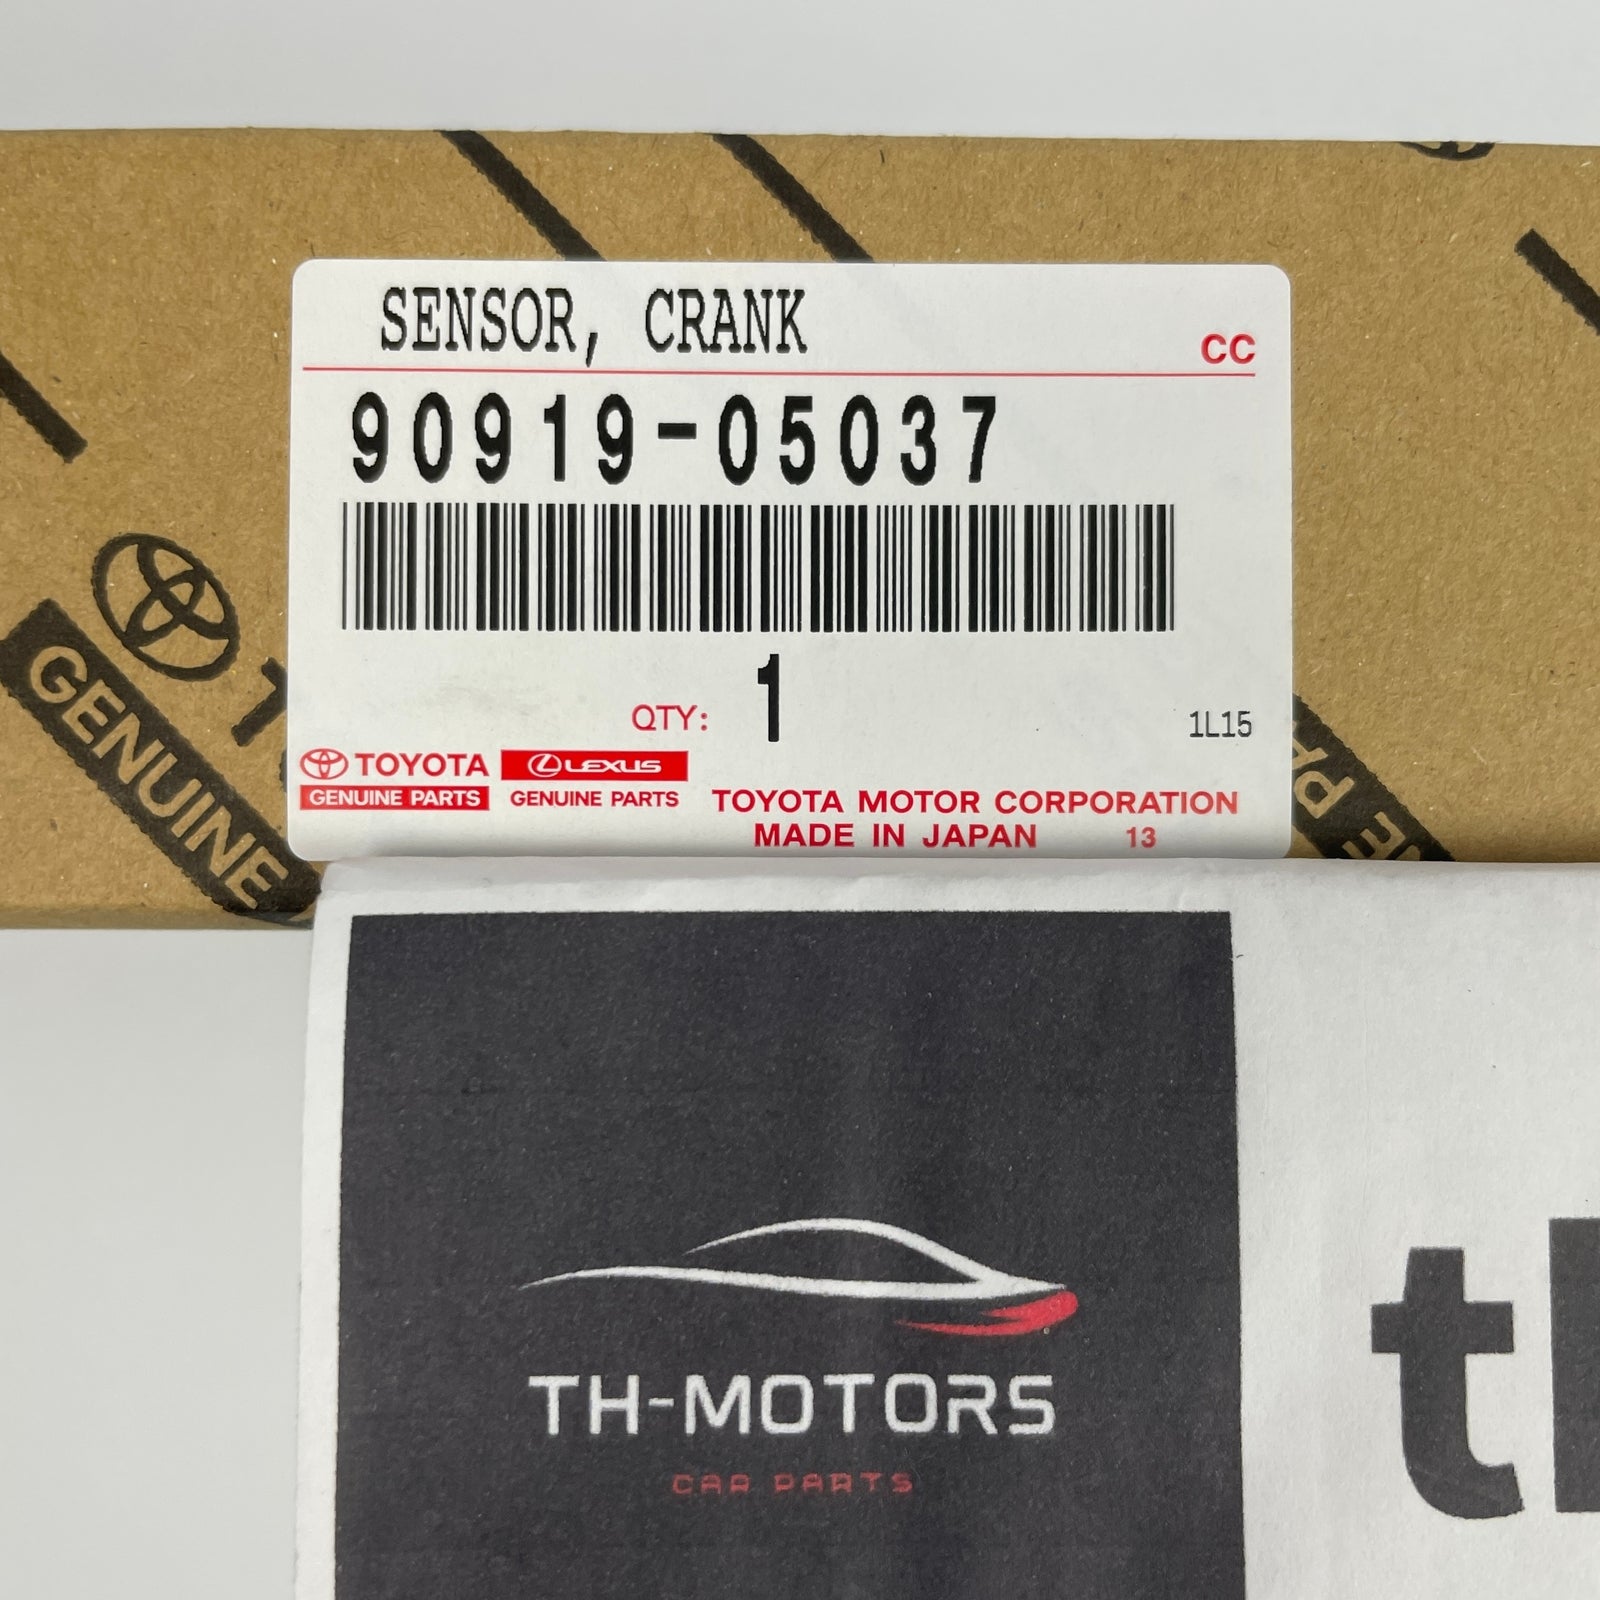 SENSOR, CRANK
CC
90919-05037
QTY: 1
1L15
TOYOTA
GENUINE PARTS
LEXUS
GENUINE PARTS
TOYOTA MOTOR CORPORATION
MADE IN JAPAN 13
GENUINE
TH-MOTORS
CAR PARTS